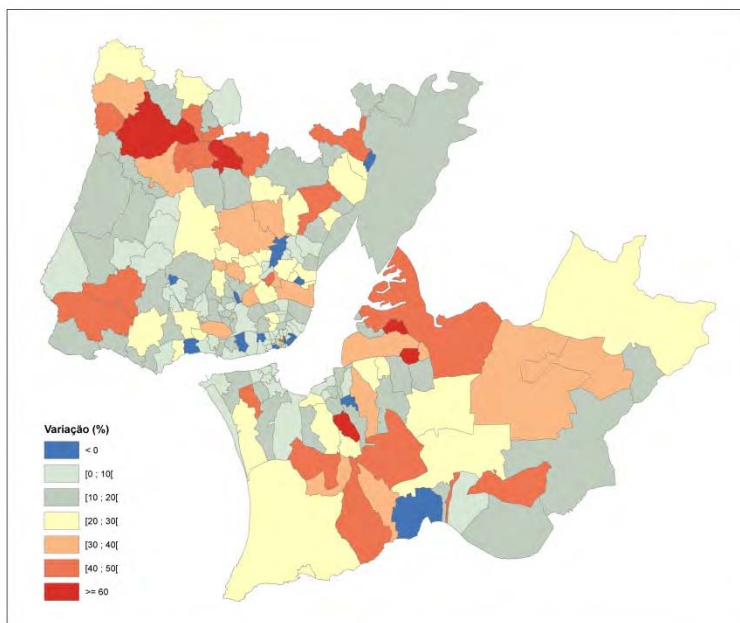 Variação (%)
< 0
[0 ; 10[
[10 ; 20[
[20 ; 30[
[30 ; 40[
[40 ; 50[
>= 60